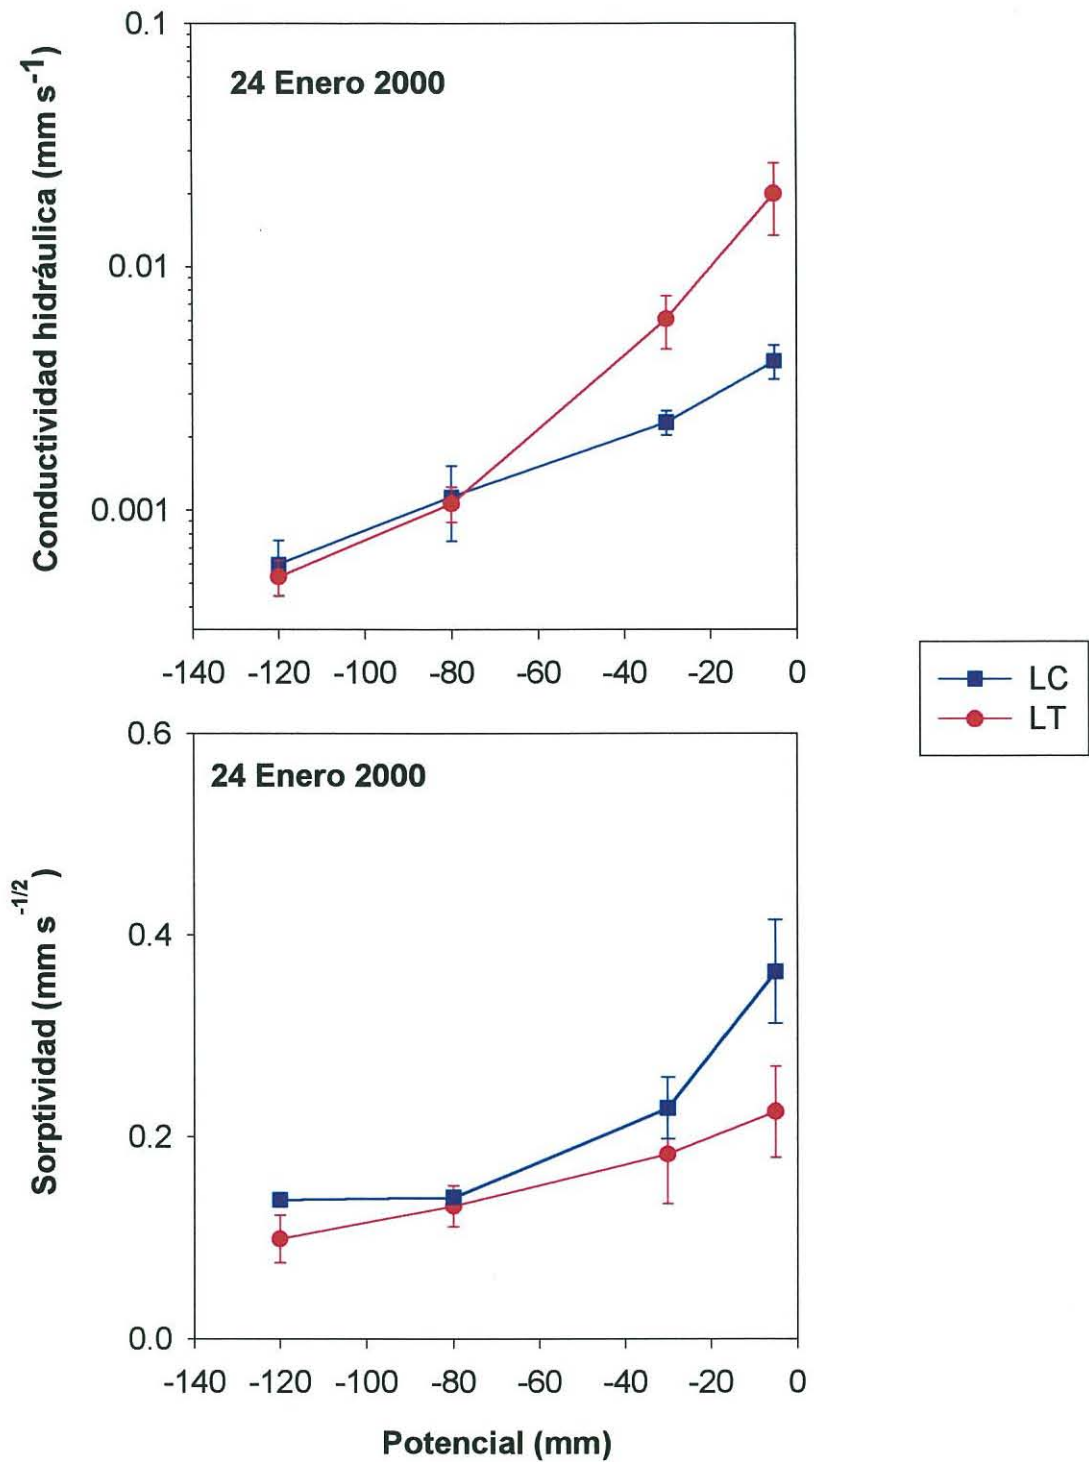 Conductividad hidráulica (mm s-1)
0.1
24 Enero 2000
0.01
0.001
-140 -120 -100 -80 -60 -40 -20 0
LC
LT
Sorptividad (mm s -1/2 )
0.6
24 Enero 2000
0.4
0.2
0.0
-140 -120 -100 -80 -60 -40 -20 0
Potencial (mm)